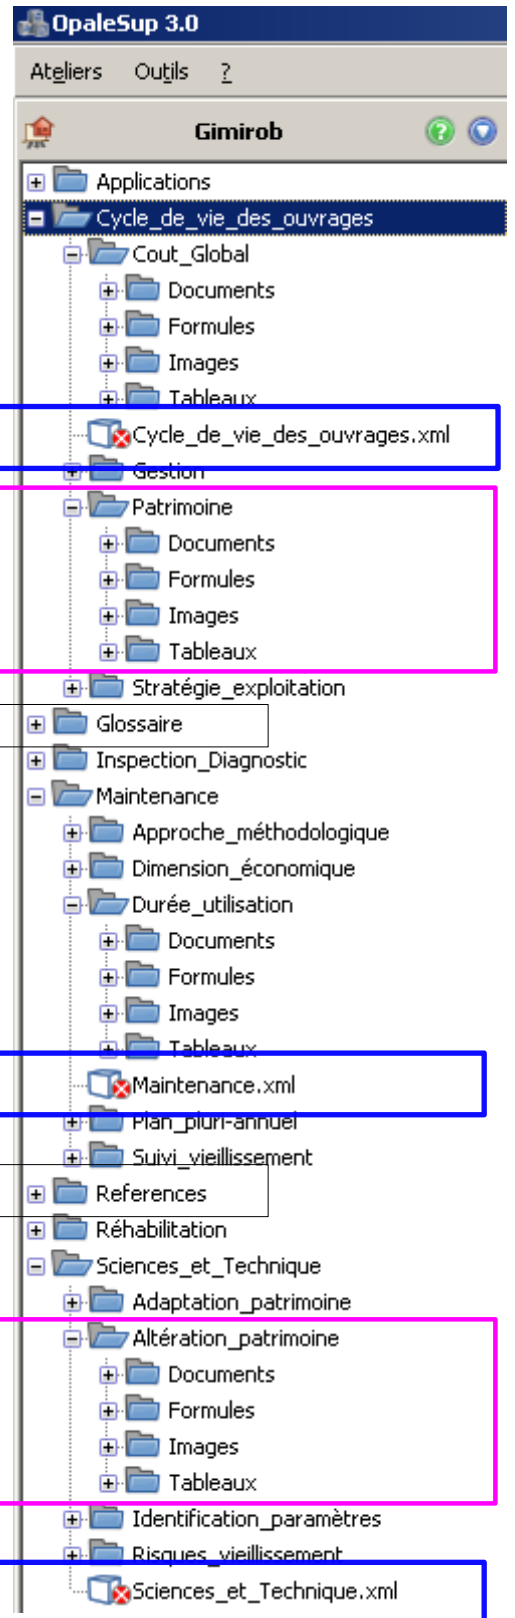 OpaleSup 3.0
Ateliers Outils ?
Gimirob ?
Applications
Cycle_de_vie_des_ouvrages
Cout_Global
Documents
Formules
Images
Tableaux
Cycle_de_vie_des_ouvrages.xml
Gestion
Patrimoine
Documents
Formules
Images
Tableaux
Stratégie_exploitation
Glossaire
Inspection_Diagnostic
Maintenance
Approche_méthodologique
Dimension_économique
Durée_utilisation
Documents
Formules
Images
Tableaux
Maintenance.xml
Plan_pluri-annuel
Suivi_vieillissement
References
Réhabilitation
Sciences_et_Technique
Adaptation_patrimoine
Altération_patrimoine
Documents
Formules
Images
Tableaux
Identification_paramètres
Risques_vieillissement
Sciences_et_Technique.xml